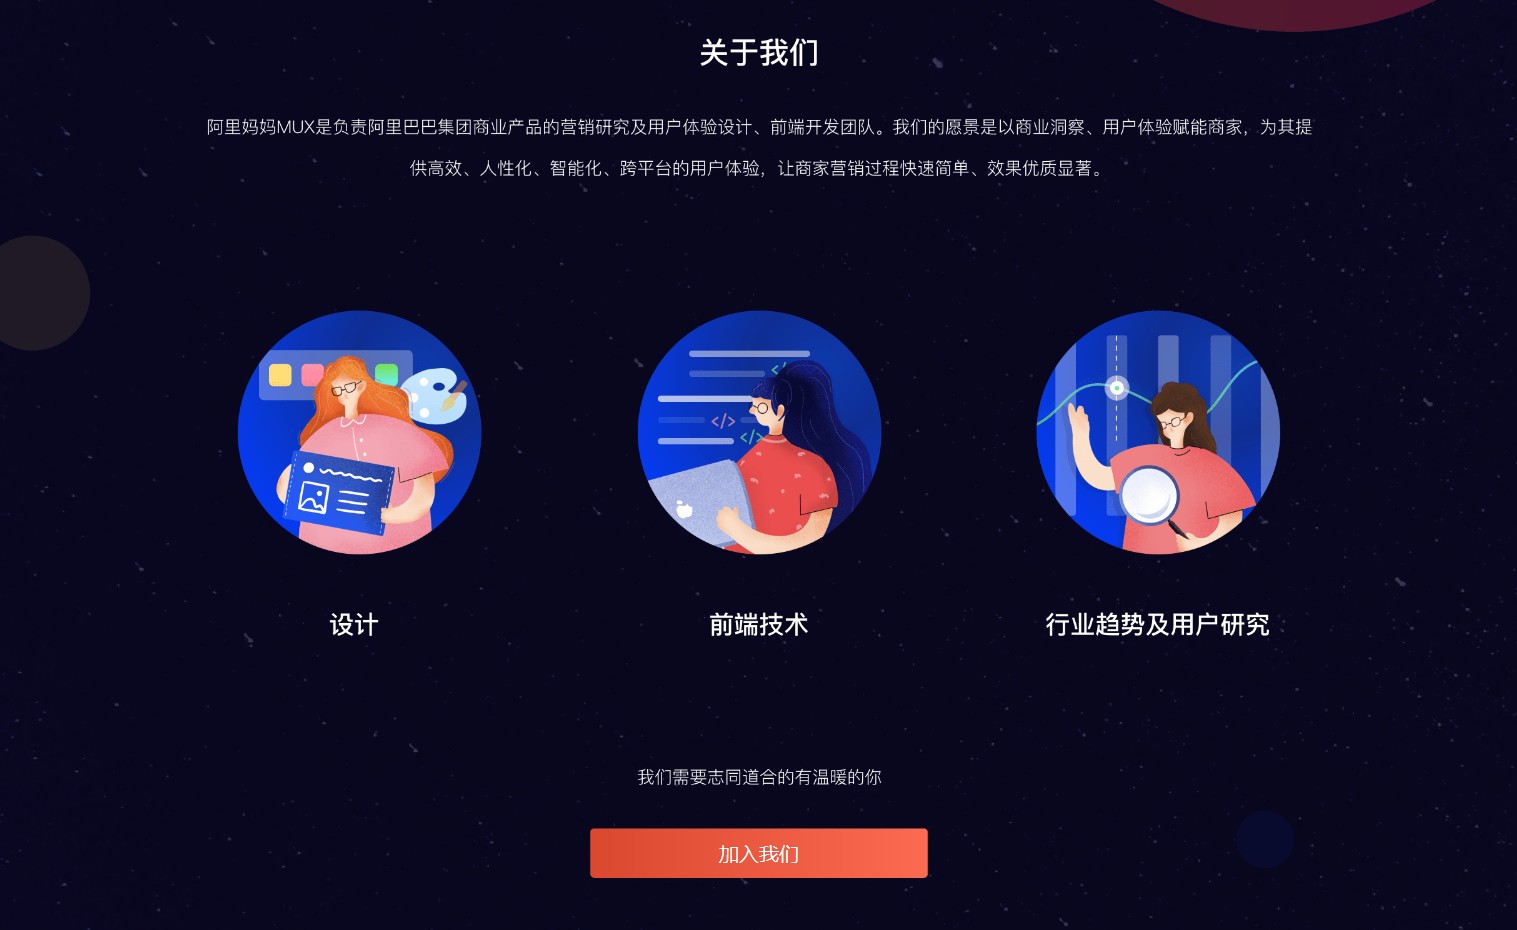 关于我们
阿里妈妈MUX是负责阿里巴巴集团商业产品的营销研究及用户体验设计、前端开发团队。我们的愿景是以商业洞察、用户体验赋能商家，为其提
供高效、人性化、智能化、跨平台的用户体验，让商家营销过程快速简单、效果优质显著。
</>
</>
</>
设计
前端技术
行业趋势及用户研究
我们需要志同道合的有温暖的你
加入我们